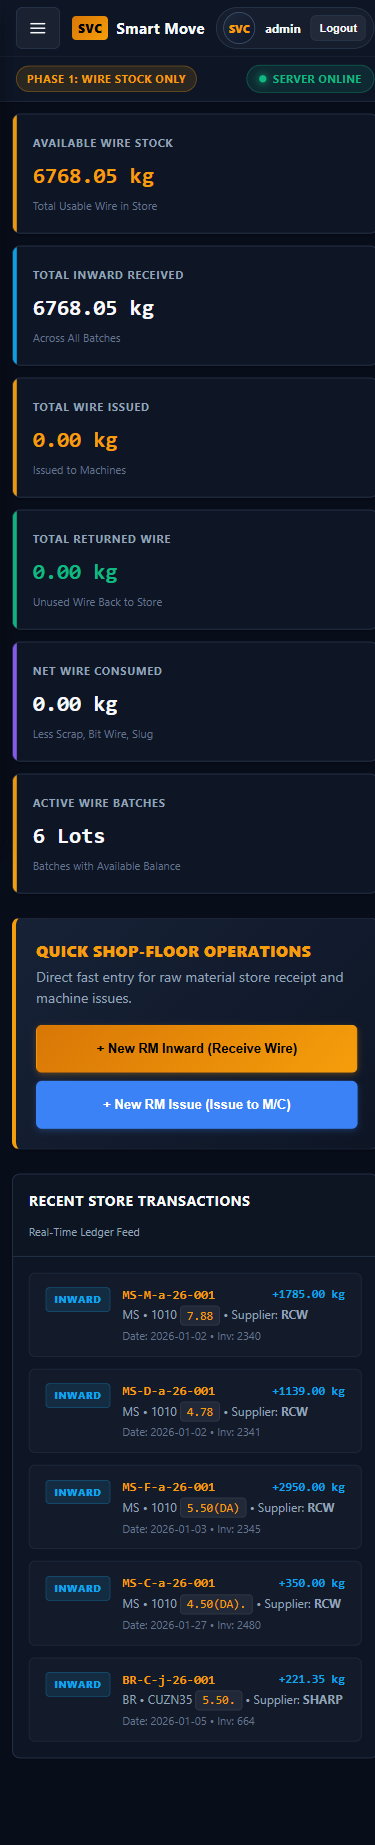 SVC Smart Move SVC admin Logout
PHASE 1: WIRE STOCK ONLY SERVER ONLINE
AVAILABLE WIRE STOCK
6768.05 kg
Total Usable Wire in Store
TOTAL INWARD RECEIVED
6768.05 kg
Across All Batches
TOTAL WIRE ISSUED
0.00 kg
Issued to Machines
TOTAL RETURNED WIRE
0.00 kg
Unused Wire Back to Store
NET WIRE CONSUMED
0.00 kg
Less Scrap, Bit Wire, Slug
ACTIVE WIRE BATCHES
6 Lots
Batches with Available Balance
QUICK SHOP-FLOOR OPERATIONS
Direct fast entry for raw material store receipt and
machine issues.
+ New RM Inward (Receive Wire)
+ New RM Issue (Issue to M/C)
RECENT STORE TRANSACTIONS
Real-Time Ledger Feed
INWARD MS-M-a-26-001 +1785.00 kg
MS • 1010 7.88 • Supplier: RCW
Date: 2026-01-02 • Inv: 2340
INWARD MS-D-a-26-001 +1139.00 kg
MS • 1010 4.78 • Supplier: RCW
Date: 2026-01-02 • Inv: 2341
INWARD MS-F-a-26-001 +2950.00 kg
MS • 1010 5.50(DA) • Supplier: RCW
Date: 2026-01-03 • Inv: 2345
INWARD MS-C-a-26-001 +350.00 kg
MS • 1010 4.50(DA). • Supplier: RCW
Date: 2026-01-27 • Inv: 2480
INWARD BR-C-j-26-001 +221.35 kg
BR • CUZN35 5.50. • Supplier: SHARP
Date: 2026-01-05 • Inv: 664